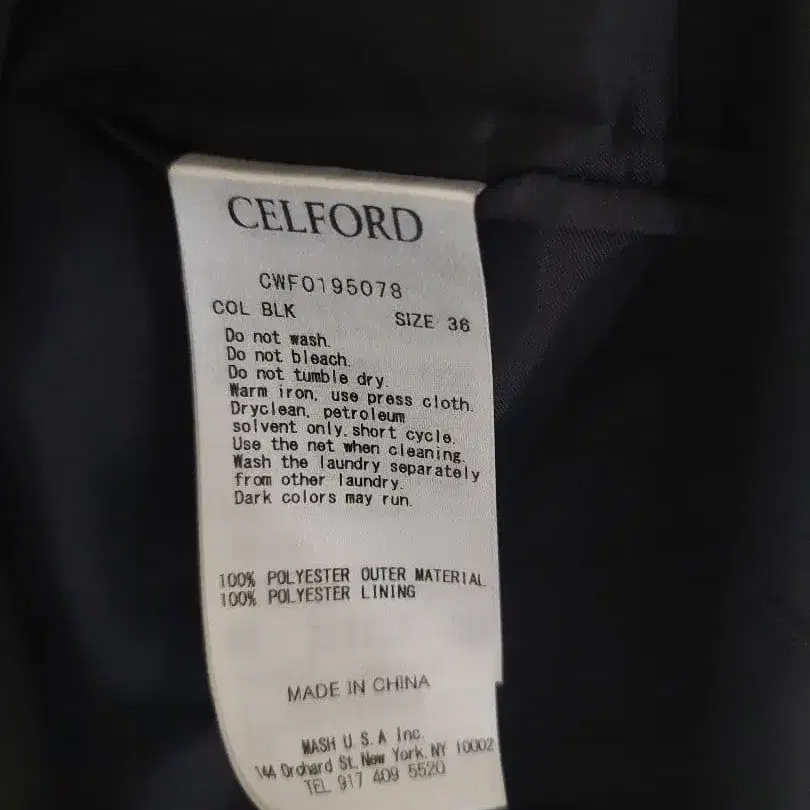 CELFORD
CWFO195078
COL BLK SIZE 36
Do not wash.
Do not bleach.
Do not tumble dry.
Warm iron, use press cloth.
Dryclean, petroleum
solvent only, short cycle.
Use the net when cleaning.
Wash the laundry separately
from other laundry.
Dark colors may run.
100% POLYESTER OUTER MATERIAL
100% POLYESTER LINING
MADE IN CHINA
MASH U.S.A Inc.
144 Orchard St, New York, NY 10002
TEL 917 409 5520